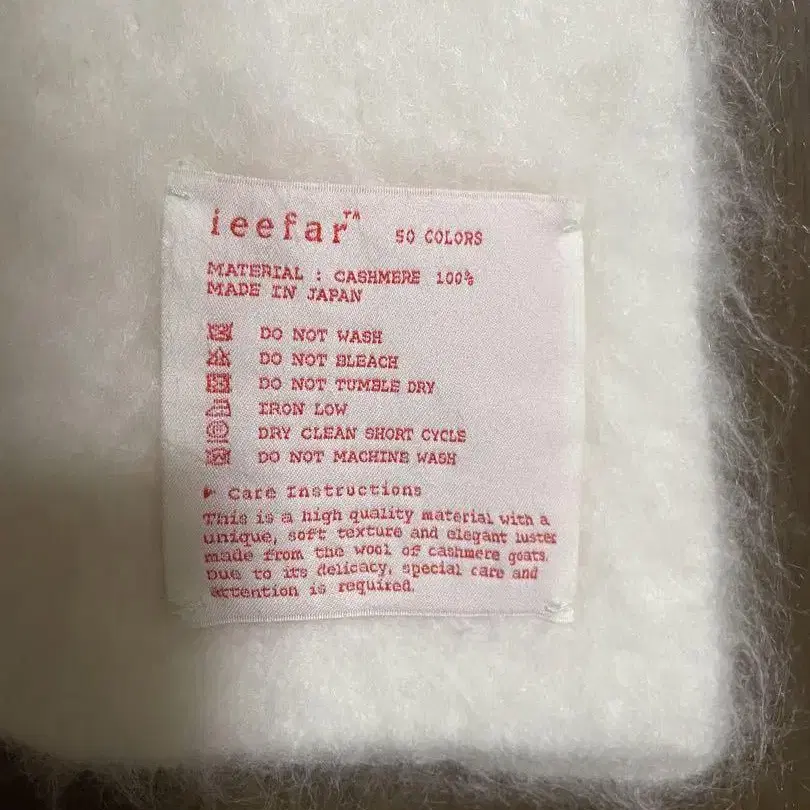 ieefar™ 50 COLORS
MATERIAL : CASHMERE 100%
MADE IN JAPAN
DO NOT WASH
DO NOT BLEACH
DO NOT TUMBLE DRY
IRON LOW
DRY CLEAN SHORT CYCLE
DO NOT MACHINE WASH
Care Instructions
This is a high quality material with a
unique, soft texture and elegant luster
made from the wool of cashmere goats.
Due to its delicacy, special care and
attention is required.